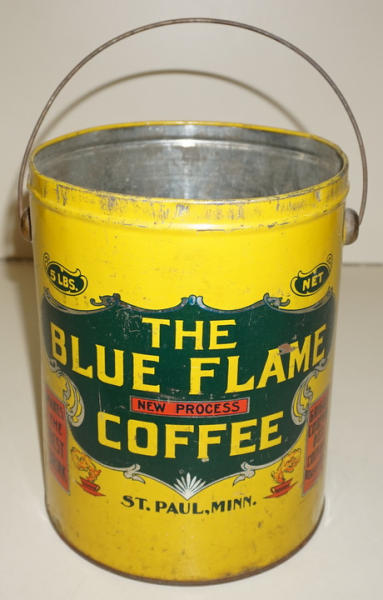 5 LBS. NET
THE
BLUE FLAME
NEW PROCESS
COFFEE
ST. PAUL, MINN.